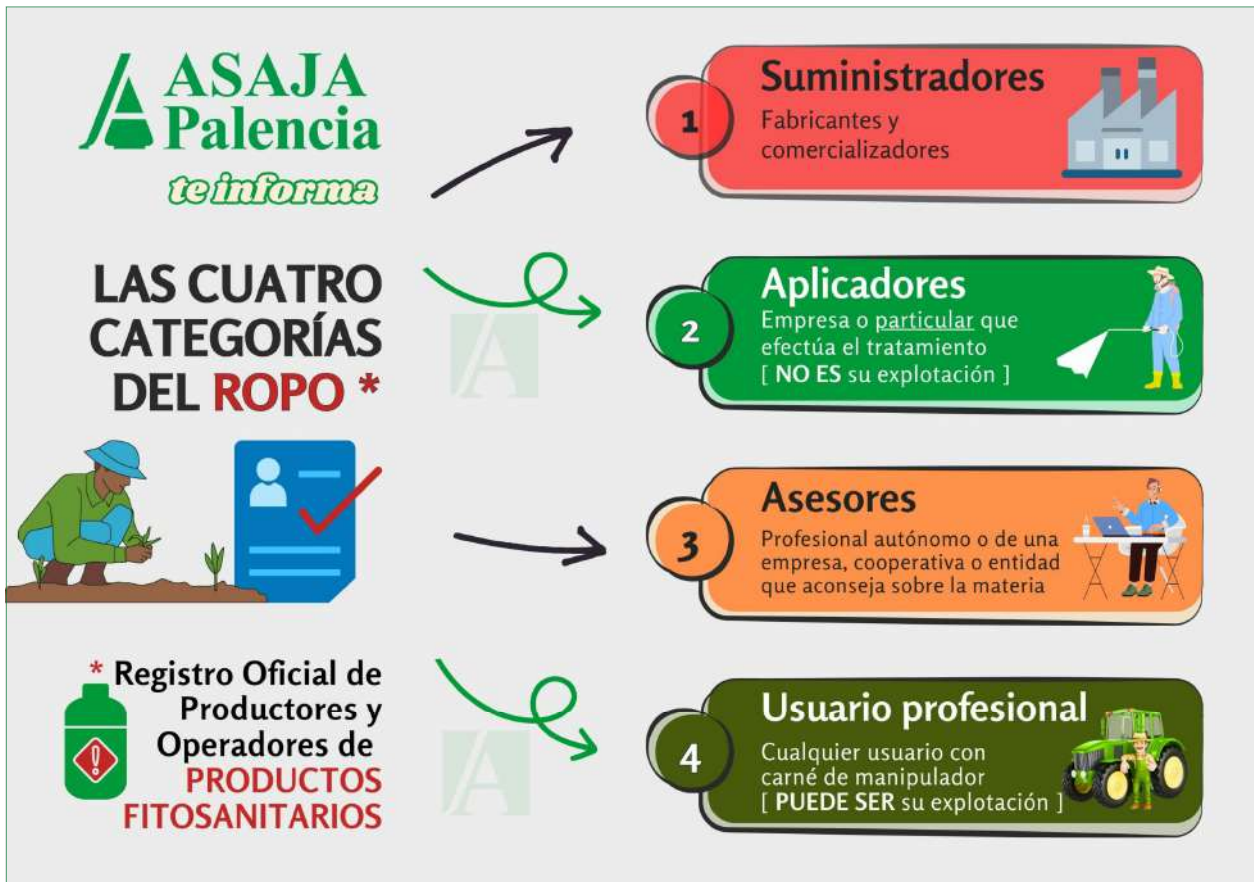 ASAJA
Palencia
te informa
LAS CUATRO
CATEGORÍAS
DEL ROPO *
* Registro Oficial de
Productores y
Operadores de
PRODUCTOS
FITOSANITARIOS
1
Suministradores
Fabricantes y
comercializadores
2
Aplicadores
Empresa o particular que
efectúa el tratamiento
[ NO ES su explotación ]
3
Asesores
Profesional autónomo o de una
empresa, cooperativa o entidad
que aconseja sobre la materia
4
Usuario profesional
Cualquier usuario con
carné de manipulador
[ PUEDE SER su explotación ]